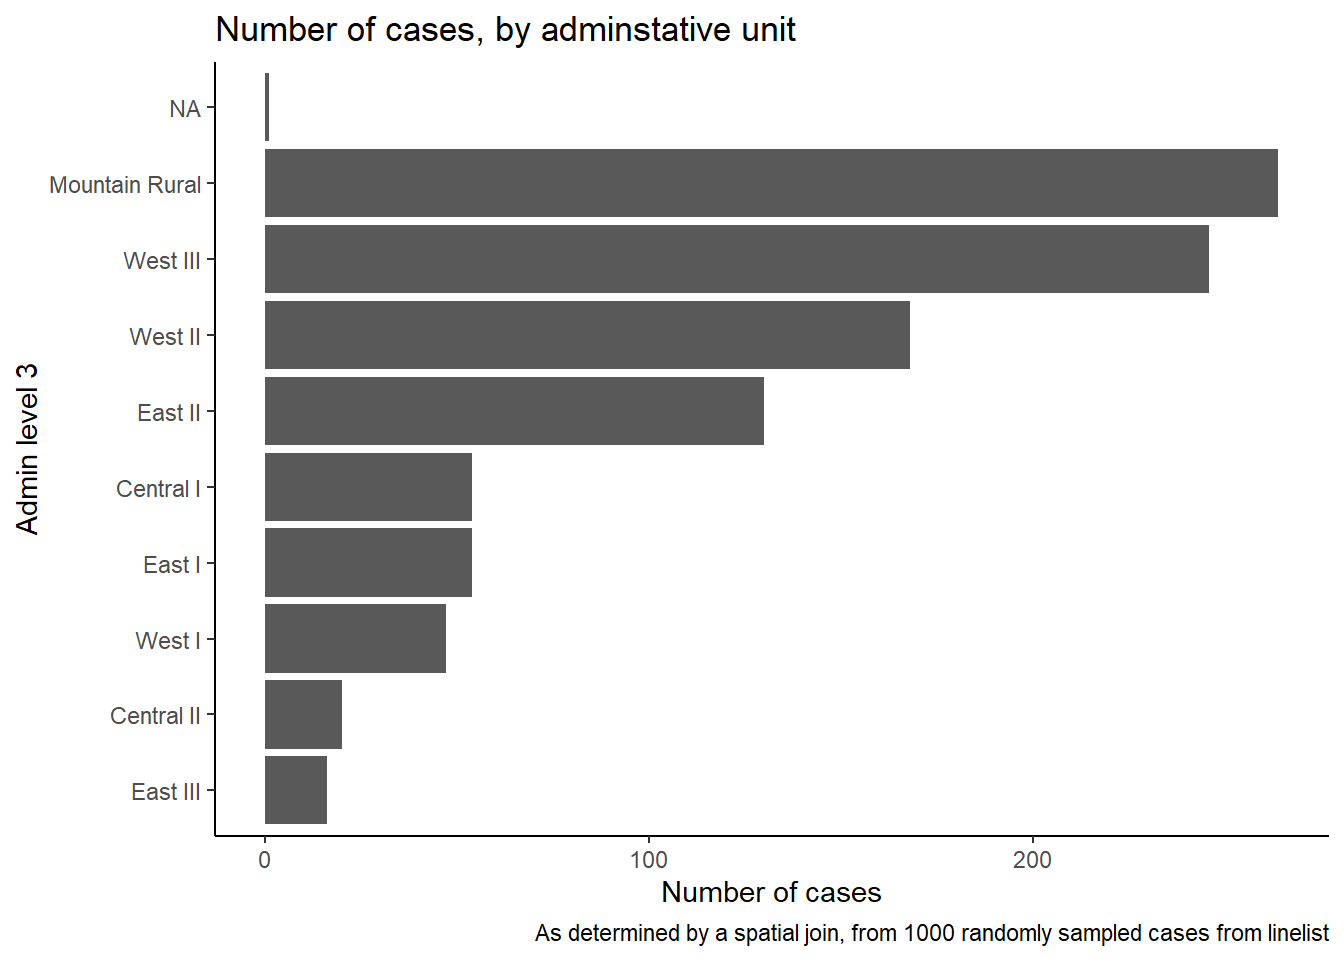 Number of cases, by adminstative unit
NA
Mountain Rural
West III
West II
East II
Central I
East I
West I
Central II
East III
Admin level 3
0 100 200
Number of cases
As determined by a spatial join, from 1000 randomly sampled cases from linelist